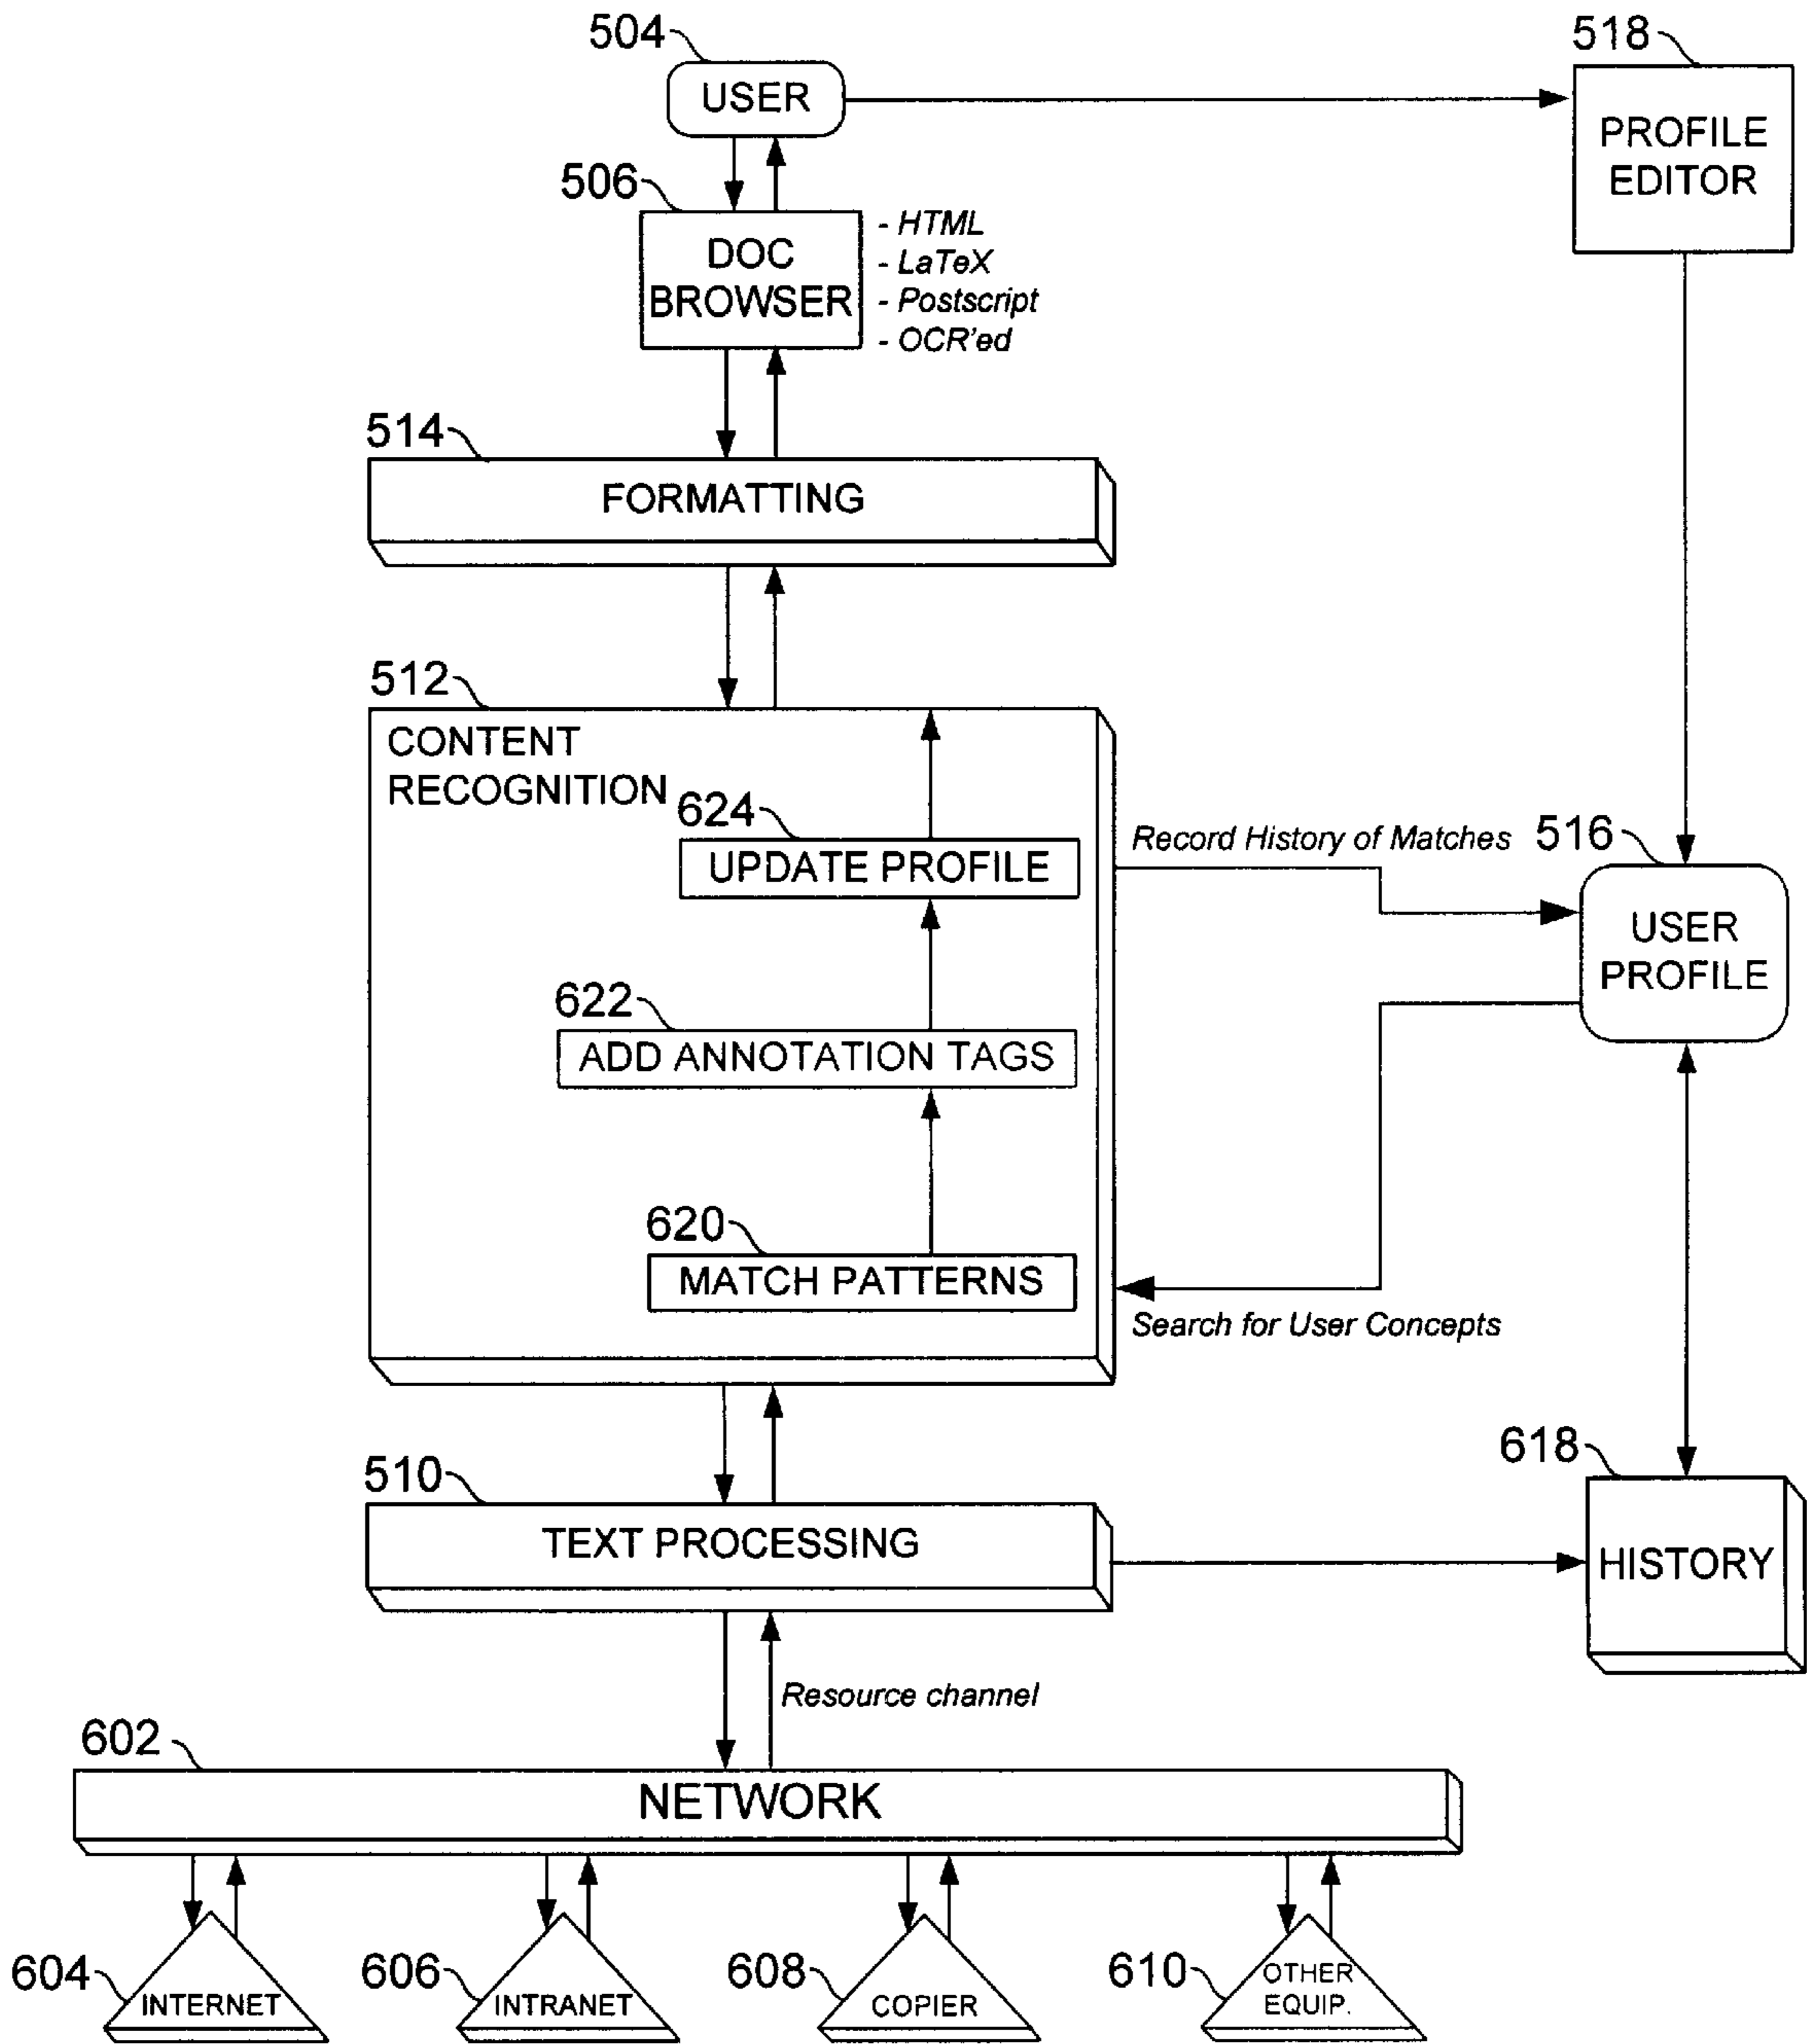 504
USER
518
PROFILE
EDITOR
506
DOC
BROWSER
- HTML
- LaTeX
- Postscript
- OCR'ed
514
FORMATTING
512
CONTENT
RECOGNITION
624
UPDATE PROFILE
Record History of Matches
516
USER
PROFILE
622
ADD ANNOTATION TAGS
620
MATCH PATTERNS
Search for User Concepts
510
TEXT PROCESSING
618
HISTORY
Resource channel
602
NETWORK
604
INTERNET
606
INTRANET
608
COPIER
610
OTHER
EQUIP.